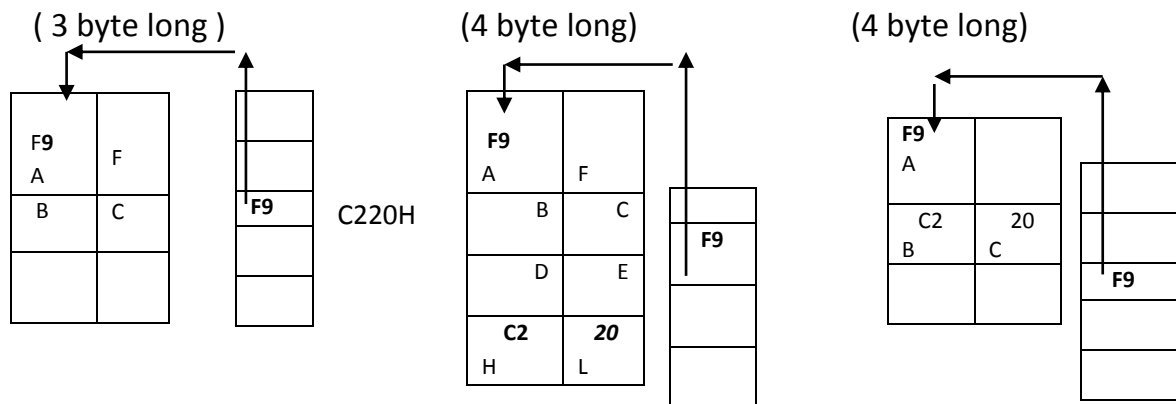 ( 3 byte long )
(4 byte long)
(4 byte long)
F9
F
A
B
C
F9
C220H
F9
A
F
B
C
D
E
C2
20
H
L
F9
F9
A
C2
20
B
C
F9